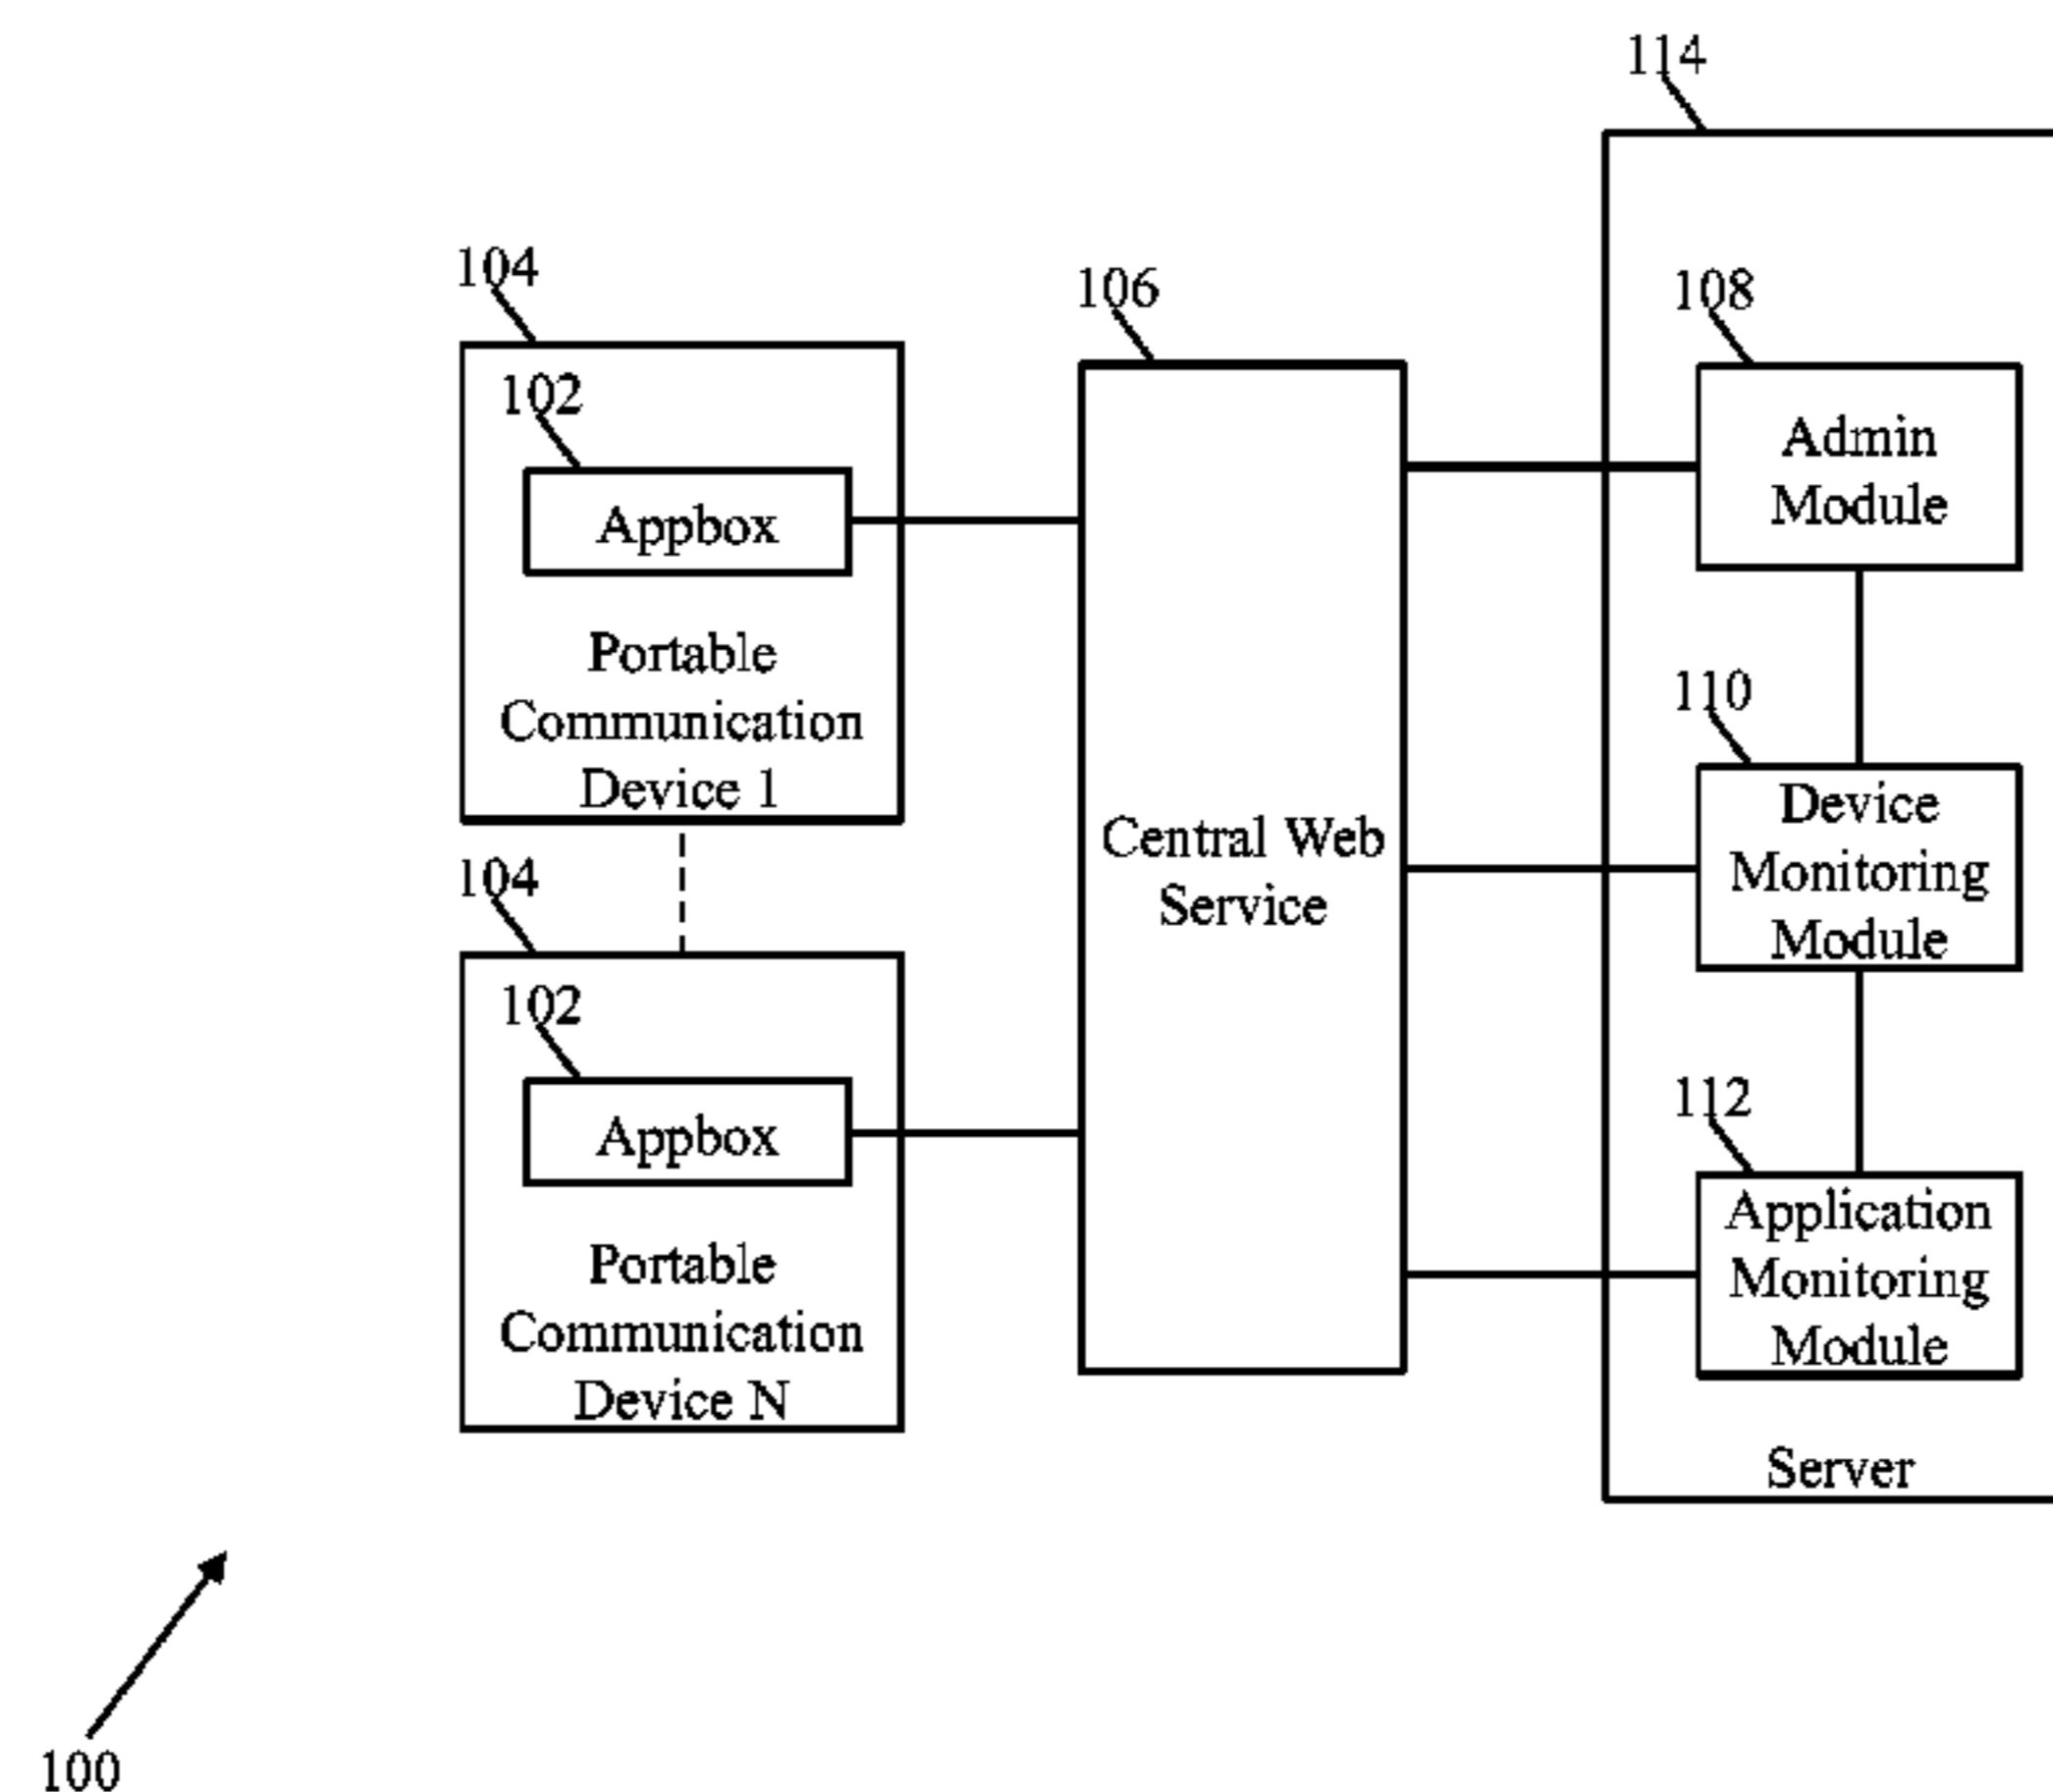 114
104
102
Appbox
Portable
Communication
Device 1
104
102
Appbox
Portable
Communication
Device N
106
Central Web
Service
108
Admin
Module
110
Device
Monitoring
Module
112
Application
Monitoring
Module
Server
100